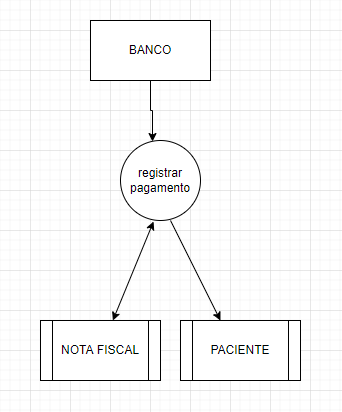 BANCO
registrar
pagamento
NOTA FISCAL
PACIENTE